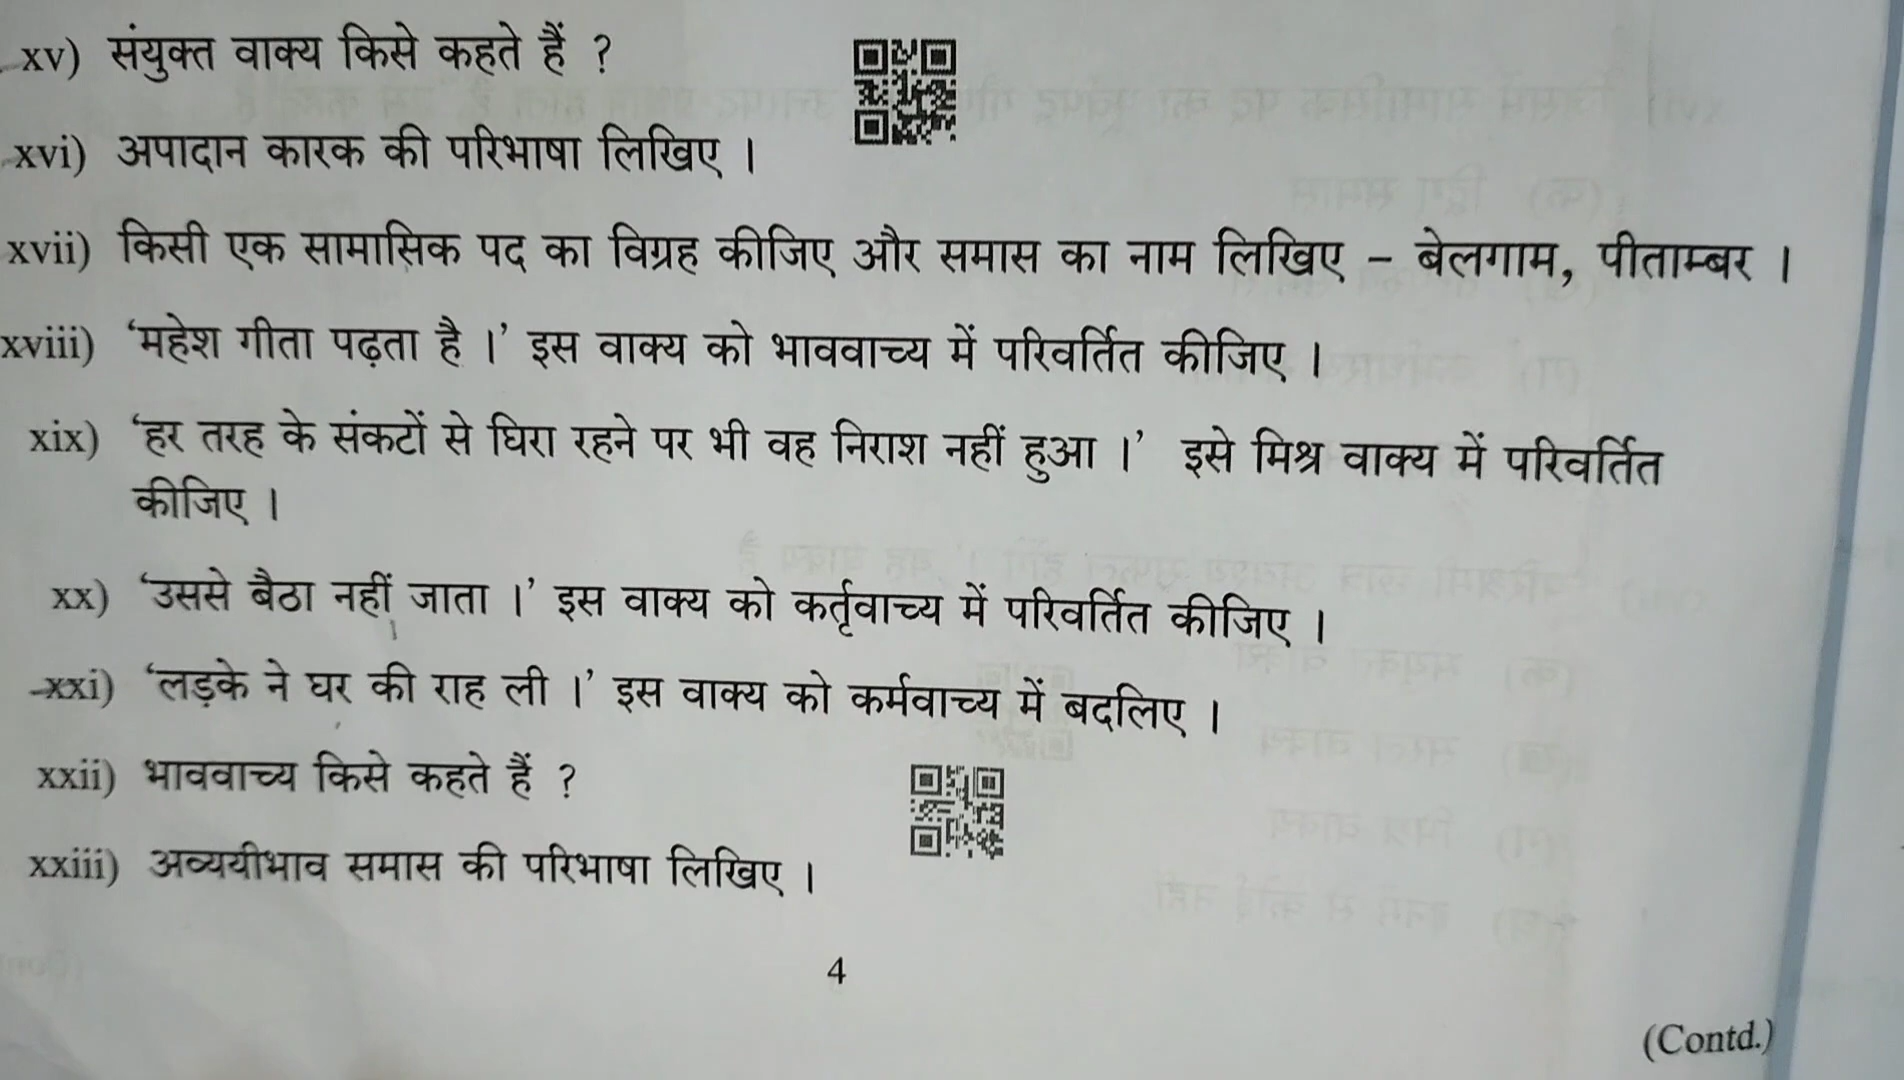 xv) संयुक्त वाक्य किसे कहते हैं ?
xvi) अपादान कारक की परिभाषा लिखिए ।
xvii) किसी एक सामासिक पद का विग्रह कीजिए और समास का नाम लिखिए – बेलगाम, पीताम्बर ।
xviii) ‘महेश गीता पढ़ता है ।’ इस वाक्य को भाववाच्य में परिवर्तित कीजिए ।
xix) ‘हर तरह के संकटों से घिरा रहने पर भी वह निराश नहीं हुआ ।’ इसे मिश्र वाक्य में परिवर्तित
कीजिए ।
xx) ‘उससे बैठा नहीं जाता ।’ इस वाक्य को कर्तृवाच्य में परिवर्तित कीजिए ।
xxi) ‘लड़के ने घर की राह ली ।’ इस वाक्य को कर्मवाच्य में बदलिए ।
xxii) भाववाच्य किसे कहते हैं ?
xxiii) अव्ययीभाव समास की परिभाषा लिखिए ।
4
(Contd.)